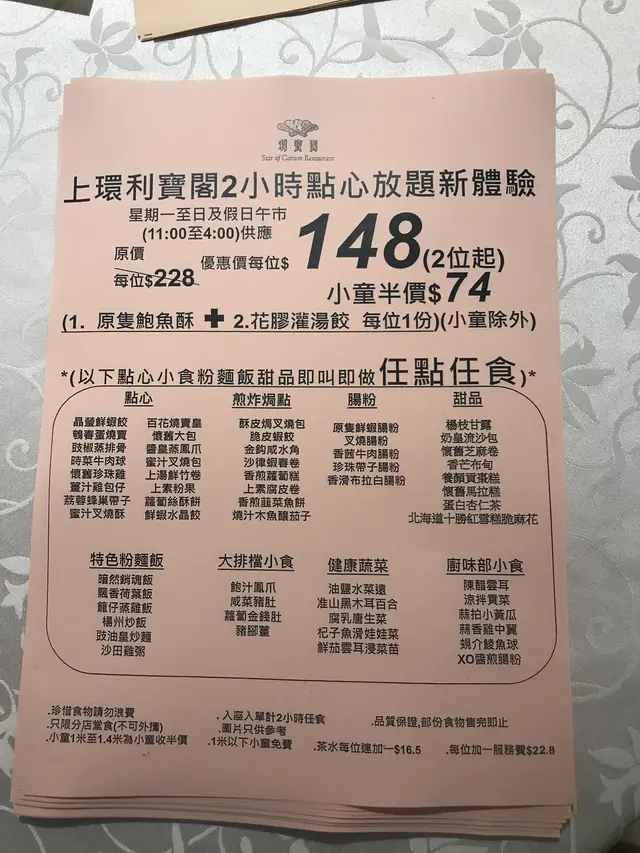 利寶閣
Star of Canton Restaurant
上環利寶閣2小時點心放題新體驗
星期一至日及假日午市
(11:00至4:00)供應
原價
每位$228
優惠價每位$ 148(2位起)
小童半價$74
(1. 原隻鮑魚酥 + 2.花膠灌湯餃 每位1份)(小童除外)
*(以下點心小食粉麵飯甜品即叫即做任點任食)*
點心
晶瑩鮮蝦餃 百花燒賣皇
鵪春蛋燒賣 懷舊大包
豉椒蒸排骨 醬皇蒸鳳爪
時菜牛肉球 蜜汁叉燒包
懷舊珍珠雞 上湯鮮竹卷
薑汁雞包仔 上素粉果
荔蓉蜂巢帶子 蘿蔔絲酥餅
蜜汁叉燒酥 鮮蝦水晶餃
煎炸焗點
酥皮焗叉燒包
脆皮蝦餃
金鈎咸水角
沙律蝦春卷
香煎蘿蔔糕
上素腐皮卷
香煎韮菜魚餅
燒汁木魚釀茄子
腸粉
原隻鮮蝦腸粉
叉燒腸粉
香茜牛肉腸粉
珍珠帶子腸粉
香滑布拉白腸粉
甜品
楊枝甘露
奶皇流沙包
懷舊芝麻卷
香芒布甸
養顏貢棗糕
懷舊馬拉糕
蛋白杏仁茶
北海道十勝紅雪糕脆麻花
特色粉麵飯
暗然銷魂飯
飄香荷葉飯
籠仔蒸雞飯
楊州炒飯
豉油皇炒麵
沙田雞粥
大排檔小食
鮑汁鳳爪
咸菜豬肚
蘿蔔金錢肚
豬腳薑
健康蔬菜
油鹽水菜遠
准山黑木耳百合
腐乳唐生菜
杞子魚滑娃娃菜
鮮茄雲耳浸菜苗
廚味部小食
陳醋雲耳
涼拌貢菜
蒜拍小黃瓜
蒜香雞中翼
蜆介鯪魚球
XO醬煎腸粉
.珍惜食物請勿浪費
.只限分店堂食(不可外攜)
.小童1米至1.4米為小童收半價
.入座入單計2小時任食
.圖片只供參考
.1米以下小童免費
.品質保證,部份食物售完即止
.茶水每位連加一$16.5
.每位加一服務費$22.8